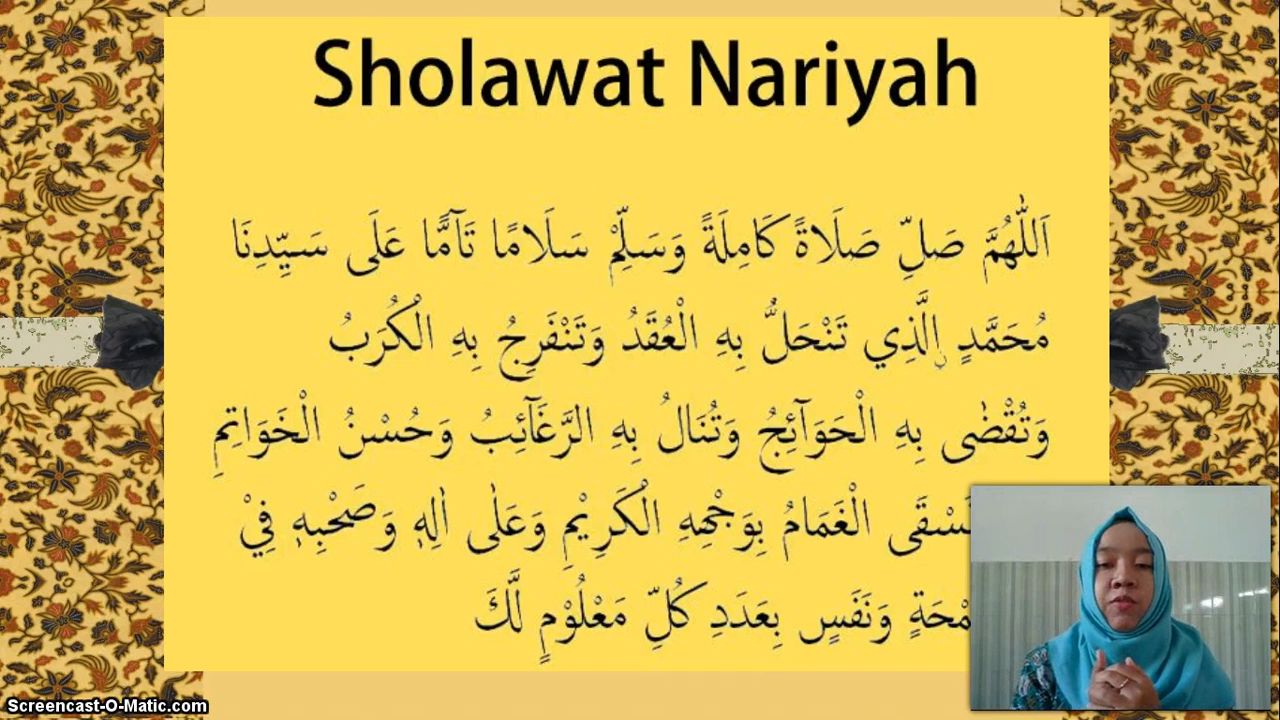 Sholawat Nariyah
اَللّٰهُمَّ صَلِّ صَلَاةً كَامِلَةً وَسَلِّمْ سَلَامًا تَآمًّا عَلَى سَيِّدِنَا
مُحَمَّدٍ ۣالَّذِي تَنْحَلُّ بِهِ الْعُقَدُ وَتَنْفَرِجُ بِهِ الْكُرَبُ
وَتُقْضٰى بِهِ الْحَوَآئِجُ وَتُنَالُ بِهِ الرَّغَآئِبُ وَحُسْنُ الْخَوَاتِمِ
الْغَمَامُ بِوَجْهِهِ الْكَرِيْمِ وَعَلٰى اٰلِهٖ وَصَحْبِهٖ فِيْ
وَنَفَسٍ بِعَدَدِ كُلِّ مَعْلُوْمٍ لَّكَ
Screencast-O-Matic.com